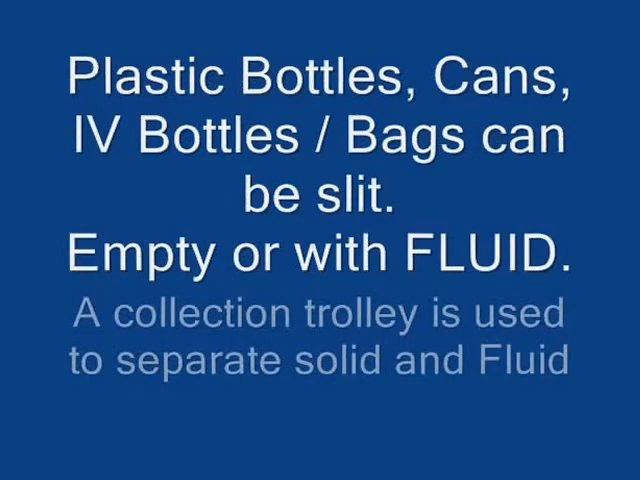 Plastic Bottles, Cans,
IV Bottles / Bags can
be slit.
Empty or with FLUID.
A collection trolley is used
to separate solid and Fluid